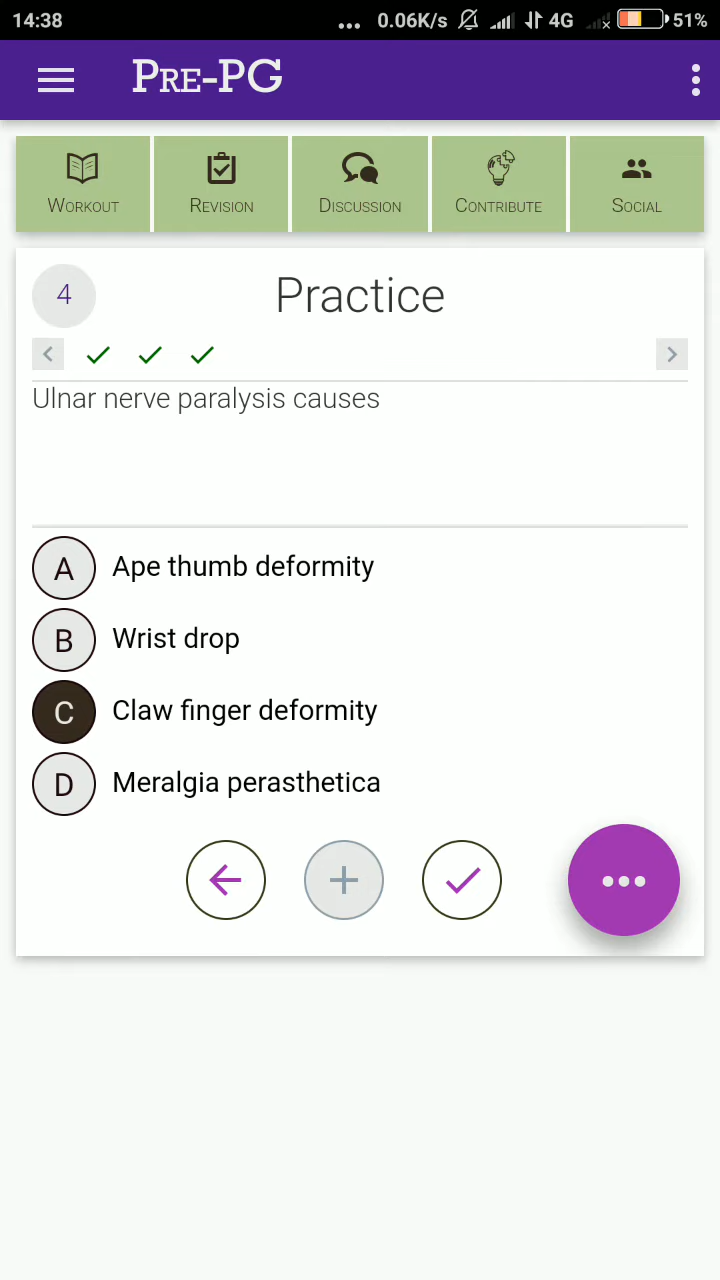 14:38 ... 0.06K/s 4G 51%
Pre-PG
Workout Revision Discussion Contribute Social
4 Practice
Ulnar nerve paralysis causes
A Ape thumb deformity
B Wrist drop
C Claw finger deformity
D Meralgia perasthetica